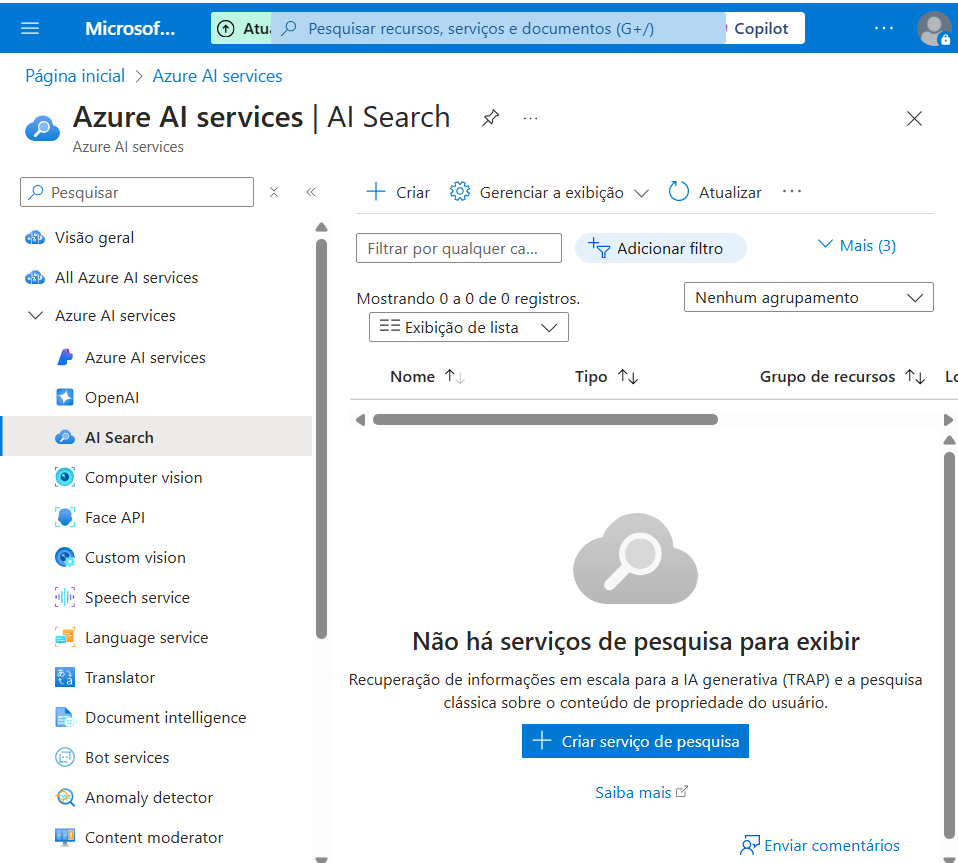 Microsof...
Atu
Pesquisar recursos, serviços e documentos (G+/)
Copilot
Página inicial > Azure AI services
Azure AI services | AI Search
Azure AI services
Pesquisar
Criar
Gerenciar a exibição
Atualizar
Visão geral
All Azure AI services
Azure AI services
Azure AI services
OpenAI
AI Search
Computer vision
Face API
Custom vision
Speech service
Language service
Translator
Document intelligence
Bot services
Anomaly detector
Content moderator
Filtrar por qualquer ca...
Adicionar filtro
Mais (3)
Mostrando 0 a 0 de 0 registros.
Nenhum agrupamento
Exibição de lista
Nome
Tipo
Grupo de recursos
Lo
Não há serviços de pesquisa para exibir
Recuperação de informações em escala para a IA generativa (TRAP) e a pesquisa
clássica sobre o conteúdo de propriedade do usuário.
Criar serviço de pesquisa
Saiba mais
Enviar comentários